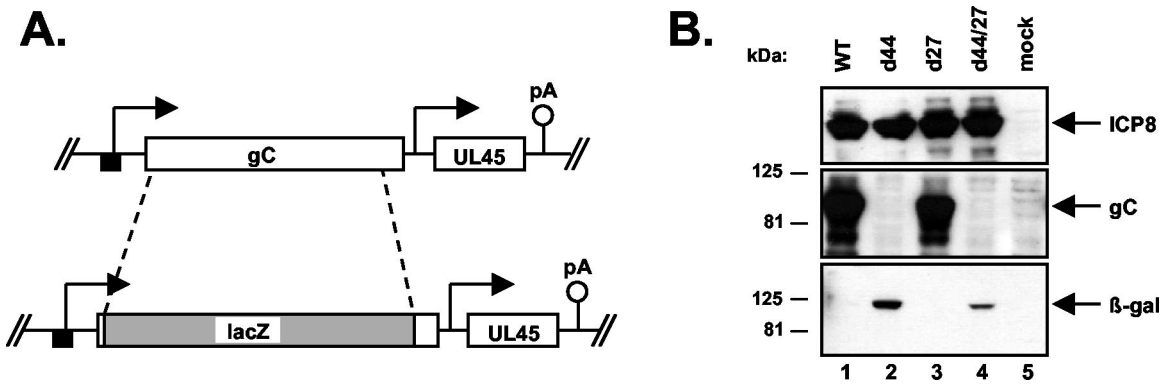 A.
pA
gC
UL45
pA
lacZ
UL45
B.
kDa:
WT
d44
d27
d44/27
mock
ICP8
125
81
gC
125
81
ß-gal
1 2 3 4 5